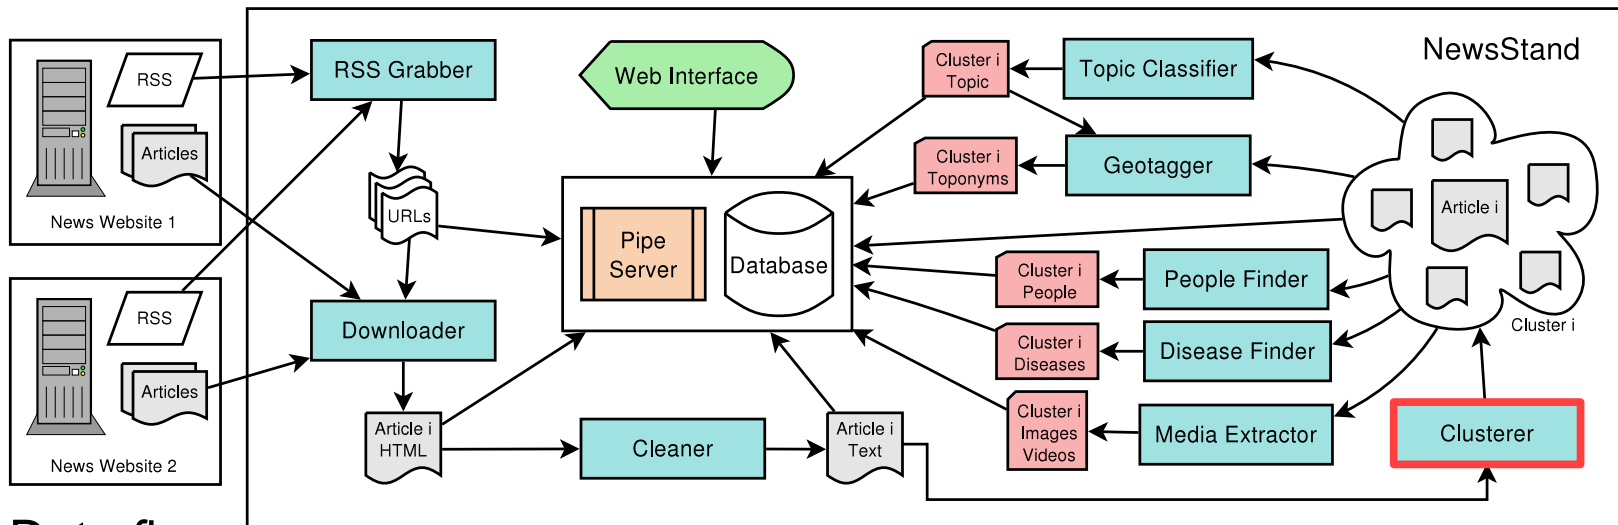 NewsStand
RSS
Articles
News Website 1
RSS
Articles
News Website 2
RSS Grabber
URLs
Downloader
Article i
HTML
Web Interface
Pipe
Server
Database
Cleaner
Article i
Text
Cluster i
Topic
Topic Classifier
Cluster i
Toponyms
Geotagger
Cluster i
People
People Finder
Cluster i
Diseases
Disease Finder
Cluster i
Images
Videos
Media Extractor
Article i
Cluster i
Clusterer